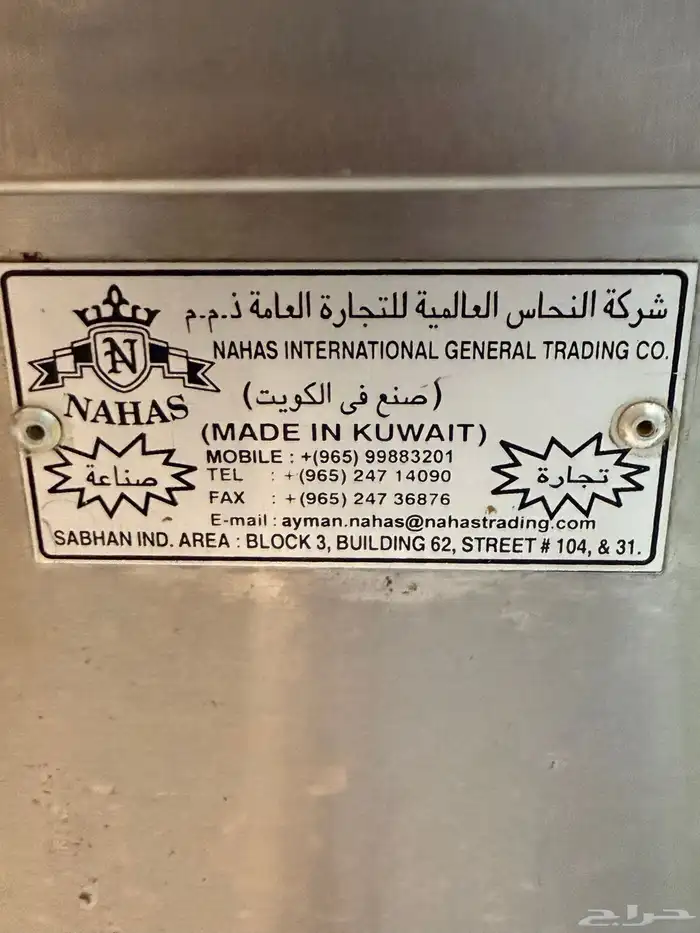 شركة النحاس العالمية للتجارة العامة ذ.م.م
NAHAS INTERNATIONAL GENERAL TRADING CO.
N
NAHAS
(صنع في الكويت)
(MADE IN KUWAIT)
صناعة
تجارة
MOBILE : +(965) 99883201
TEL : +(965) 247 14090
FAX : +(965) 247 36876
E-mail : ayman.nahas@nahastrading.com
SABHAN IND. AREA : BLOCK 3, BUILDING 62, STREET # 104, & 31.
حراج